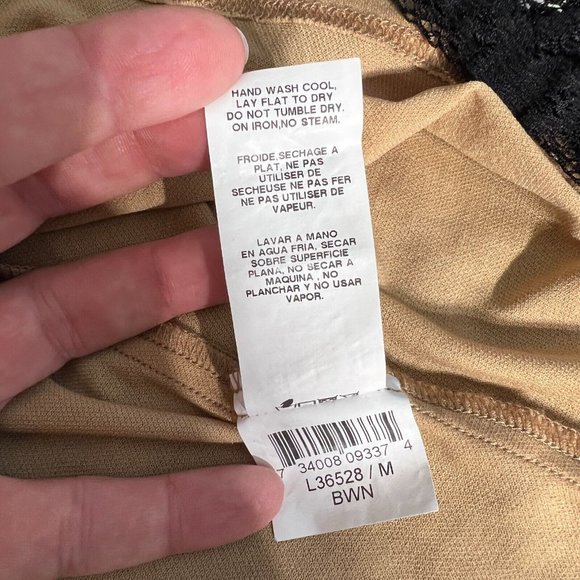 HAND WASH COOL,
LAY FLAT TO DRY
DO NOT TUMBLE DRY.
ON IRON,NO STEAM.
FROIDE,SECHAGE A
PLAT, NE PAS
UTILISER DE
SECHEUSE NE PAS FER
NE PAS UTILISER DE
VAPEUR.
LAVAR A MANO
EN AGUA FRIA, SECAR
SOBRE SUPERFICIE
PLANA, NO SECAR A
MAQUINA , NO
PLANCHAR Y NO USAR
VAPOR.
7 34008 09337 4
L36528 / M
BWN